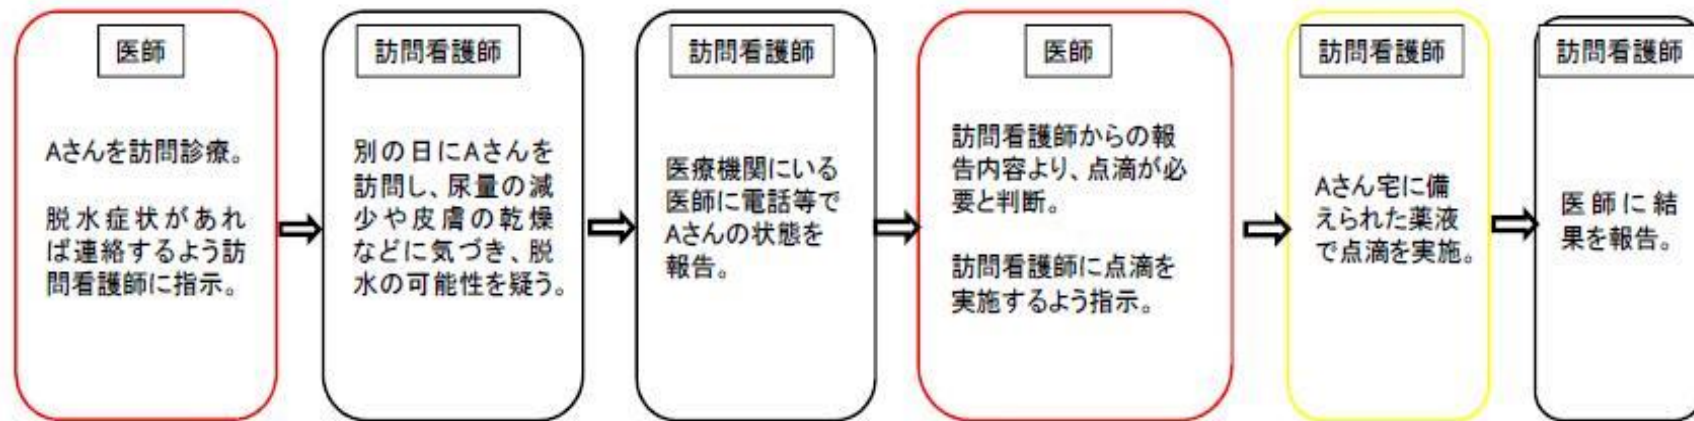 医師
Aさんを訪問診療。
脱水症状があれ
ば連絡するよう訪
問看護師に指示。
訪問看護師
別の日にAさんを
訪問し、尿量の減
少や皮膚の乾燥
などに気づき、脱
水の可能性を疑う。
訪問看護師
医療機関にいる
医師に電話等で
Aさんの状態を
報告。
医師
訪問看護師からの報
告内容より、点滴が必
要と判断。
訪問看護師に点滴を
実施するよう指示。
訪問看護師
Aさん宅に備
えられた薬液
で点滴を実施。
訪問看護師
医師に結
果を報告。